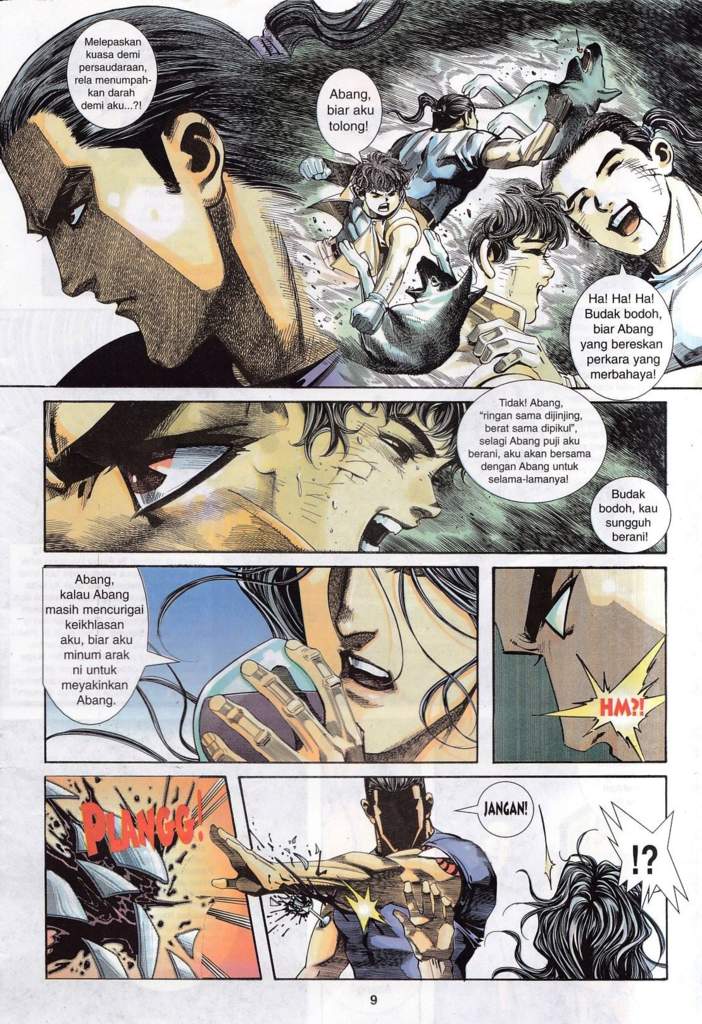 Melepaskan
kuasa demi
persaudaraan,
rela menumpah-
kan darah
demi aku...?!
Abang,
biar aku
tolong!
Ha! Ha! Ha!
Budak bodoh,
biar Abang
yang bereskan
perkara yang
merbahaya!
Tidak! Abang,
“ringan sama dijinjing,
berat sama dipikul”,
selagi Abang puji aku
berani, aku akan bersama
dengan Abang untuk
selama-lamanya!
Budak
bodoh, kau
sungguh
berani!
Abang,
kalau Abang
masih mencurigai
keikhlasan
aku, biar aku
minum arak
ni untuk
meyakinkan
Abang.
HM?!
PLANGG!
JANGAN!
!?
9